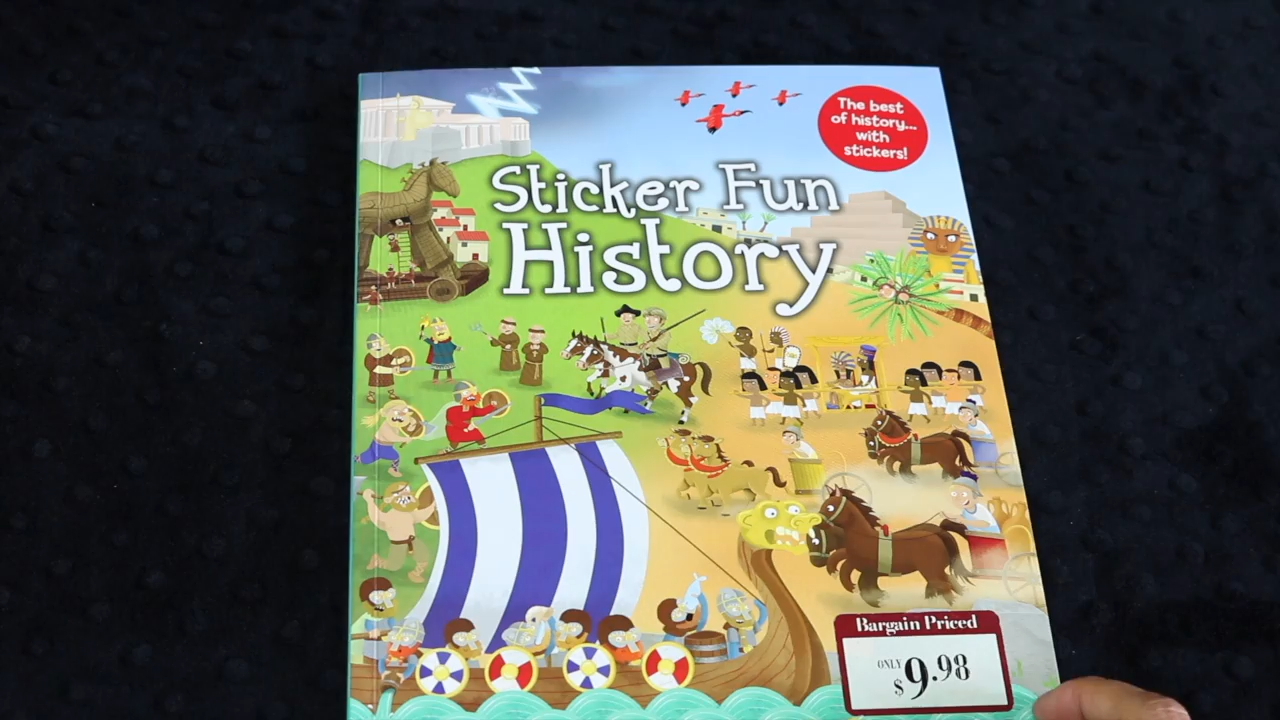 The best
of history...
with
stickers!
Sticker Fun
History
Bargain Priced
ONLY
$9.98